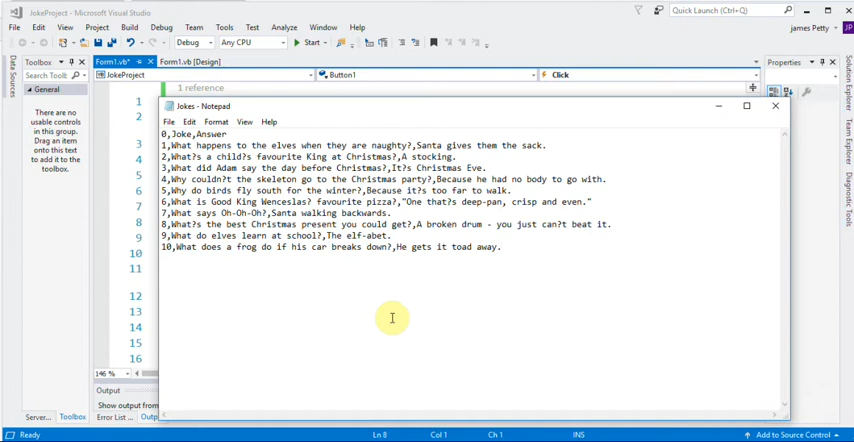 JokeProject - Microsoft Visual Studio
Quick Launch (Ctrl+Q)
File Edit View Project Build Debug Team Tools Test Analyze Window Help
james Petty
JP
Debug Any CPU Start
Data Sources
Toolbox
Search Toolb
General
There are no
usable controls
in this group.
Drag an item
onto this text
to add it to the
toolbox.
Form1.vb* Form1.vb [Design]
JokeProject Button1 Click
1 reference
1
2
3
4
5
6
7
8
9
10
11
12
13
14
15
16
146 %
Jokes - Notepad
File Edit Format View Help
0,Joke,Answer
1,What happens to the elves when they are naughty?,Santa gives them the sack.
2,What?s a child?s favourite King at Christmas?,A stocking.
3,What did Adam say the day before Christmas?,It?s Christmas Eve.
4,Why couldn?t the skeleton go to the Christmas party?,Because he had no body to go with.
5,Why do birds fly south for the winter?,Because it?s too far to walk.
6,What is Good King Wenceslas? favourite pizza?,"One that?s deep-pan, crisp and even."
7,What says Oh-Oh-Oh?,Santa walking backwards.
8,What?s the best Christmas present you could get?,A broken drum - you just can?t beat it.
9,What do elves learn at school?,The elf-abet.
10,What does a frog do if his car breaks down?,He gets it toad away.
Properties
Solution Explorer
Team Explorer
Diagnostic Tools
Output
Show output from
Server... Toolbox Error List ... Outp
Ready Ln 8 Col 1 Ch 1 INS Add to Source Control